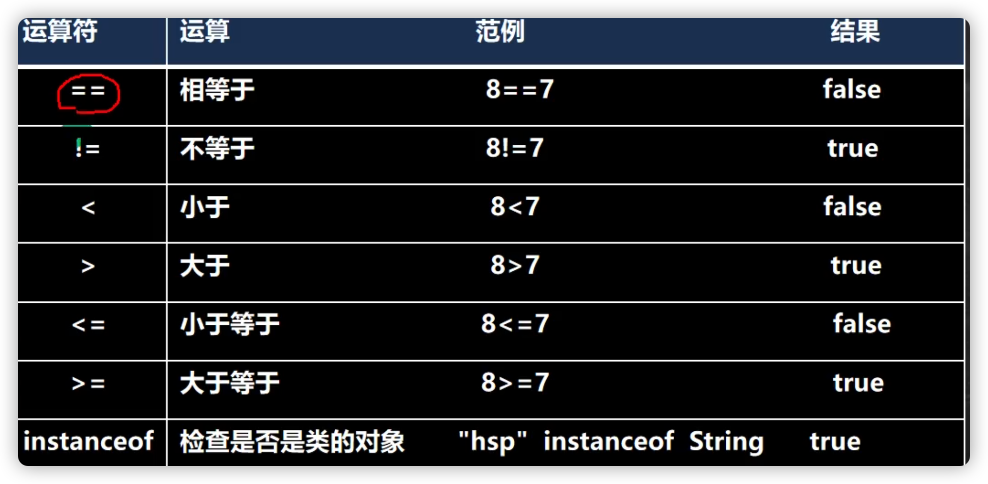 运算符 运算 范例 结果
== 相等于 8==7 false
!= 不等于 8!=7 true
< 小于 8<7 false
> 大于 8>7 true
<= 小于等于 8<=7 false
>= 大于等于 8>=7 true
instanceof 检查是否是类的对象 "hsp" instanceof String true